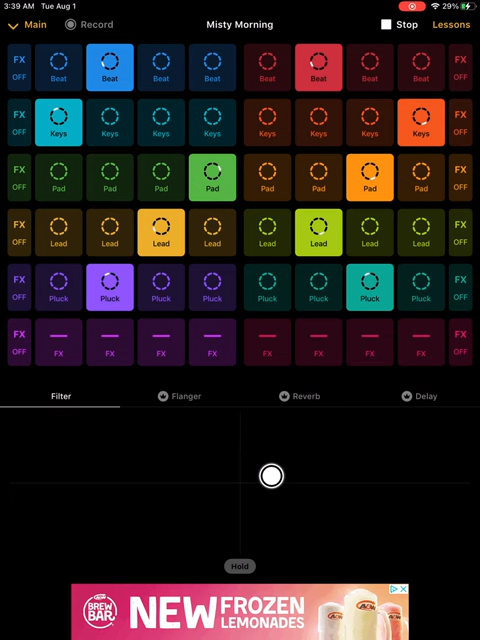 3:39 AM Tue Aug 1 29%
Main Record Misty Morning Stop Lessons
FX Beat Beat Beat Beat Beat Beat Beat Beat FX
OFF OFF
FX Keys Keys Keys Keys Keys Keys Keys Keys FX
OFF OFF
FX Pad Pad Pad Pad Pad Pad Pad Pad FX
OFF OFF
FX Lead Lead Lead Lead Lead Lead Lead Lead FX
OFF OFF
FX Pluck Pluck Pluck Pluck Pluck Pluck Pluck Pluck FX
OFF OFF
FX FX FX FX FX FX FX FX FX FX
OFF OFF
Filter Flanger Reverb Delay
Hold
A&W
BREW
BAR
NEW FROZEN
LEMONADES
A&W